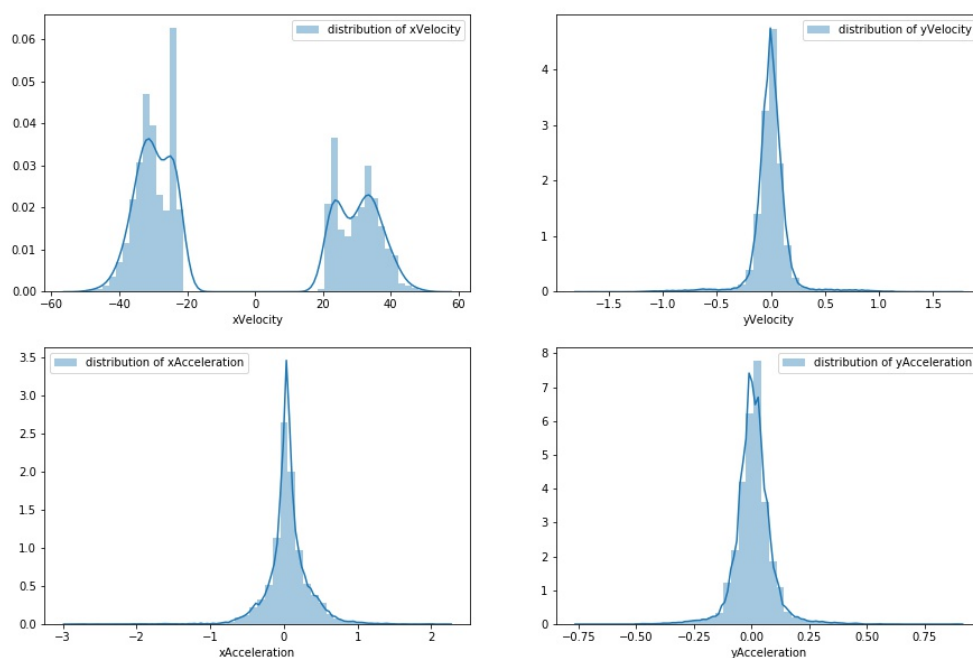 distribution of xVelocity
0.06
0.05
0.04
0.03
0.02
0.01
0.00
−60 −40 −20 0 20 40 60
xVelocity
distribution of yVelocity
4
3
2
1
0
−1.5 −1.0 −0.5 0.0 0.5 1.0 1.5
yVelocity
distribution of xAcceleration
3.5
3.0
2.5
2.0
1.5
1.0
0.5
0.0
−3 −2 −1 0 1 2
xAcceleration
distribution of yAcceleration
8
7
6
5
4
3
2
1
0
−0.75 −0.50 −0.25 0.00 0.25 0.50 0.75
yAcceleration